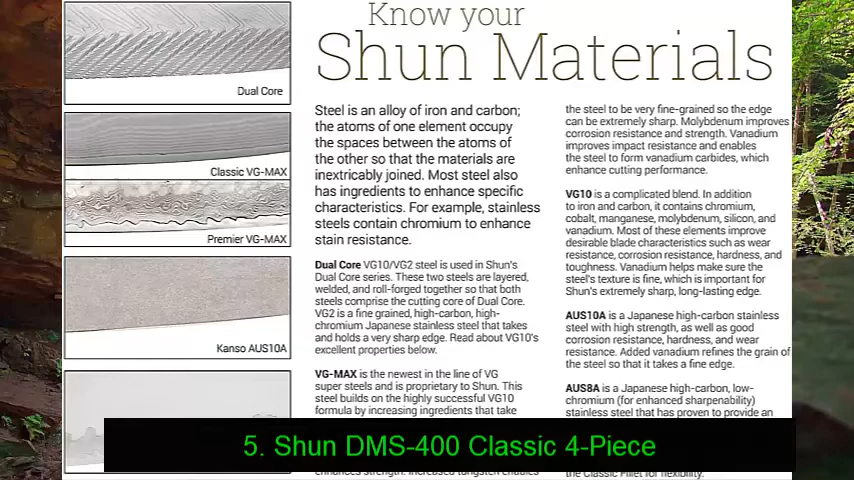 Know your
Shun Materials
Dual Core
Classic VG-MAX
Premier VG-MAX
Kanso AUS10A
Steel is an alloy of iron and carbon;
the atoms of one element occupy
the spaces between the atoms of
the other so that the materials are
inextricably joined. Most steel also
has ingredients to enhance specific
characteristics. For example, stainless
steels contain chromium to enhance
stain resistance.
Dual Core VG10/VG2 steel is used in Shun's
Dual Core series. These two steels are layered,
welded, and roll-forged together so that both
steels comprise the cutting core of Dual Core.
VG2 is a fine grained, high-carbon, high-
chromium Japanese stainless steel that takes
and holds a very sharp edge. Read about VG10's
excellent properties below.
VG-MAX is the newest in the line of VG
super steels and is proprietary to Shun. This
steel builds on the highly successful VG10
formula by increasing ingredients that take
the steel to be very fine-grained so the edge
can be extremely sharp. Molybdenum improves
corrosion resistance and strength. Vanadium
improves impact resistance and enables
the steel to form vanadium carbides, which
enhance cutting performance.
VG10 is a complicated blend. In addition
to iron and carbon, it contains chromium,
cobalt, manganese, molybdenum, silicon, and
vanadium. Most of these elements improve
desirable blade characteristics such as wear
resistance, corrosion resistance, hardness, and
toughness. Vanadium helps make sure the
steel's texture is fine, which is important for
Shun's extremely sharp, long-lasting edge.
AUS10A is a Japanese high-carbon stainless
steel with high strength, as well as good
corrosion resistance, hardness, and wear
resistance. Added vanadium refines the grain of
the steel so that it takes a fine edge.
AUS8A is a Japanese high-carbon, low-
chromium (for enhanced sharpenability)
stainless steel that has proven to provide an
5. Shun DMS-400 Classic 4-Piece